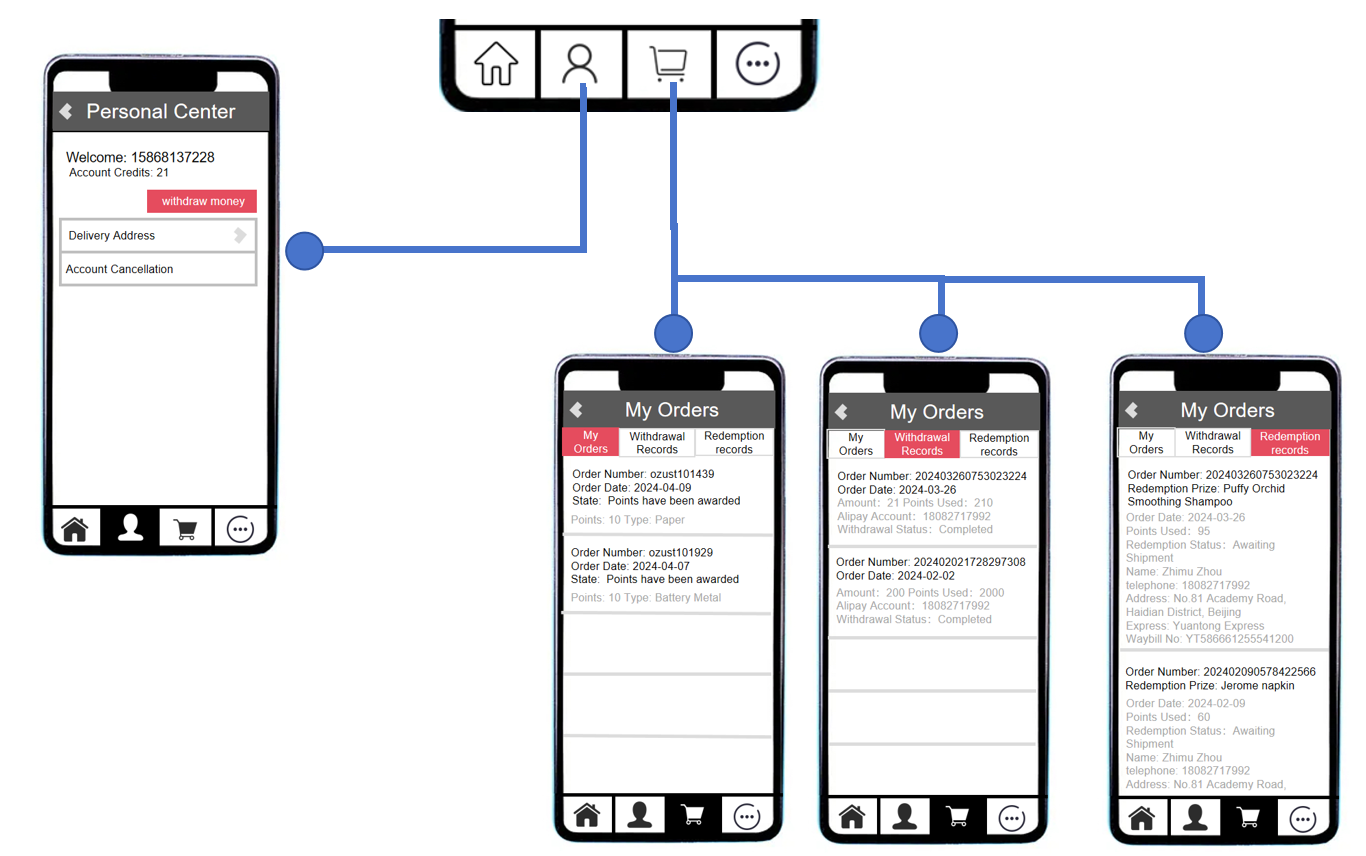 Personal Center
Welcome: 15868137228
Account Credits: 21
withdraw money
Delivery Address
Account Cancellation
My Orders
My Orders
Withdrawal Records
Redemption records
Order Number: ozust101439
Order Date: 2024-04-09
State: Points have been awarded
Points: 10 Type: Paper
Order Number: ozust101929
Order Date: 2024-04-07
State: Points have been awarded
Points: 10 Type: Battery Metal
My Orders
My Orders
Withdrawal Records
Redemption records
Order Number: 202403260753023224
Order Date: 2024-03-26
Amount: 21 Points Used: 210
Alipay Account: 18082717992
Withdrawal Status: Completed
Order Number: 202402021728297308
Order Date: 2024-02-02
Amount: 200 Points Used: 2000
Alipay Account: 18082717992
Withdrawal Status: Completed
My Orders
My Orders
Withdrawal Records
Redemption records
Order Number: 202403260753023224
Redemption Prize: Puffy Orchid
Smoothing Shampoo
Order Date: 2024-03-26
Points Used: 95
Redemption Status: Awaiting
Shipment
Name: Zhimu Zhou
telephone: 18082717992
Address: No.81 Academy Road,
Haidian District, Beijing
Express: Yuantong Express
Waybill No: YT586661255541200
Order Number: 202402090578422566
Redemption Prize: Jerome napkin
Order Date: 2024-02-09
Points Used: 60
Redemption Status: Awaiting
Shipment
Name: Zhimu Zhou
telephone: 18082717992
Address: No.81 Academy Road,